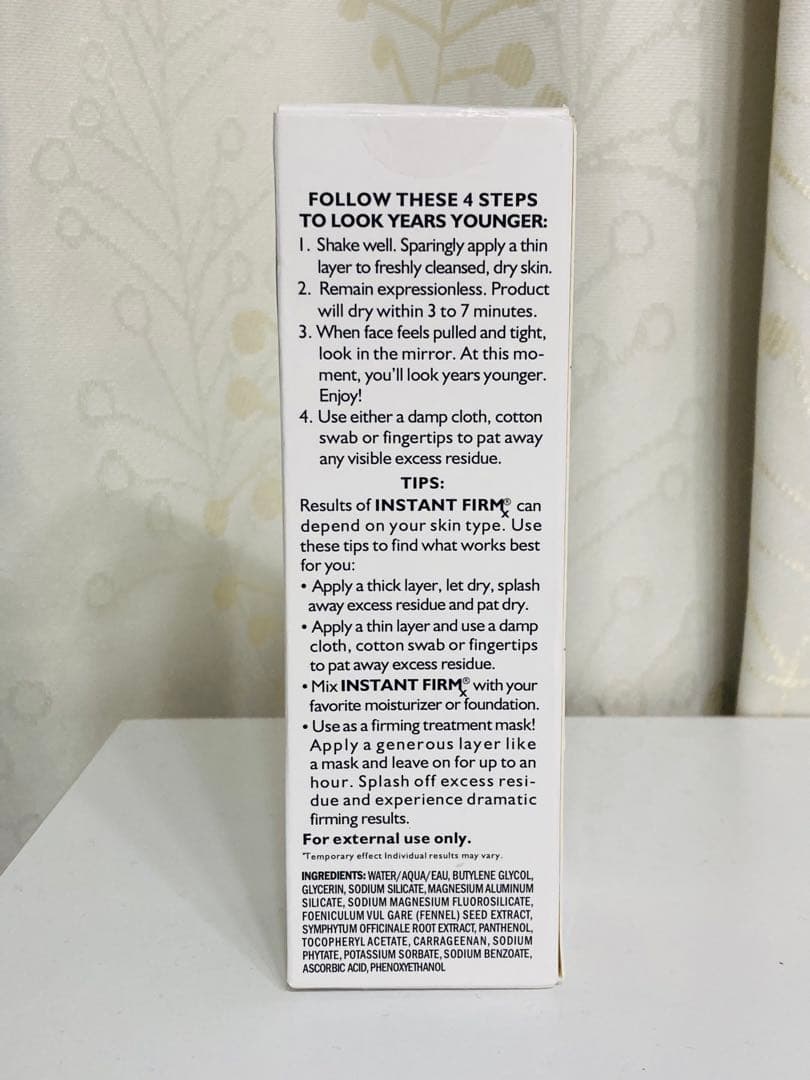 FOLLOW THESE 4 STEPS
TO LOOK YEARS YOUNGER:
1. Shake well. Sparingly apply a thin
layer to freshly cleansed, dry skin.
2. Remain expressionless. Product
will dry within 3 to 7 minutes.
3. When face feels pulled and tight,
look in the mirror. At this mo-
ment, you'll look years younger.
Enjoy!
4. Use either a damp cloth, cotton
swab or fingertips to pat away
any visible excess residue.
TIPS:
Results of INSTANT FIRMx® can
depend on your skin type. Use
these tips to find what works best
for you:
• Apply a thick layer, let dry, splash
away excess residue and pat dry.
• Apply a thin layer and use a damp
cloth, cotton swab or fingertips
to pat away excess residue.
• Mix INSTANT FIRMx® with your
favorite moisturizer or foundation.
• Use as a firming treatment mask!
Apply a generous layer like
a mask and leave on for up to an
hour. Splash off excess resi-
due and experience dramatic
firming results.
For external use only.
*Temporary effect Individual results may vary.
INGREDIENTS: WATER/AQUA/EAU, BUTYLENE GLYCOL,
GLYCERIN, SODIUM SILICATE, MAGNESIUM ALUMINUM
SILICATE, SODIUM MAGNESIUM FLUOROSILICATE,
FOENICULUM VUL GARE (FENNEL) SEED EXTRACT,
SYMPHYTUM OFFICINALE ROOT EXTRACT, PANTHENOL,
TOCOPHERYL ACETATE, CARRAGEENAN, SODIUM
PHYTATE, POTASSIUM SORBATE, SODIUM BENZOATE,
ASCORBIC ACID, PHENOXYETHANOL